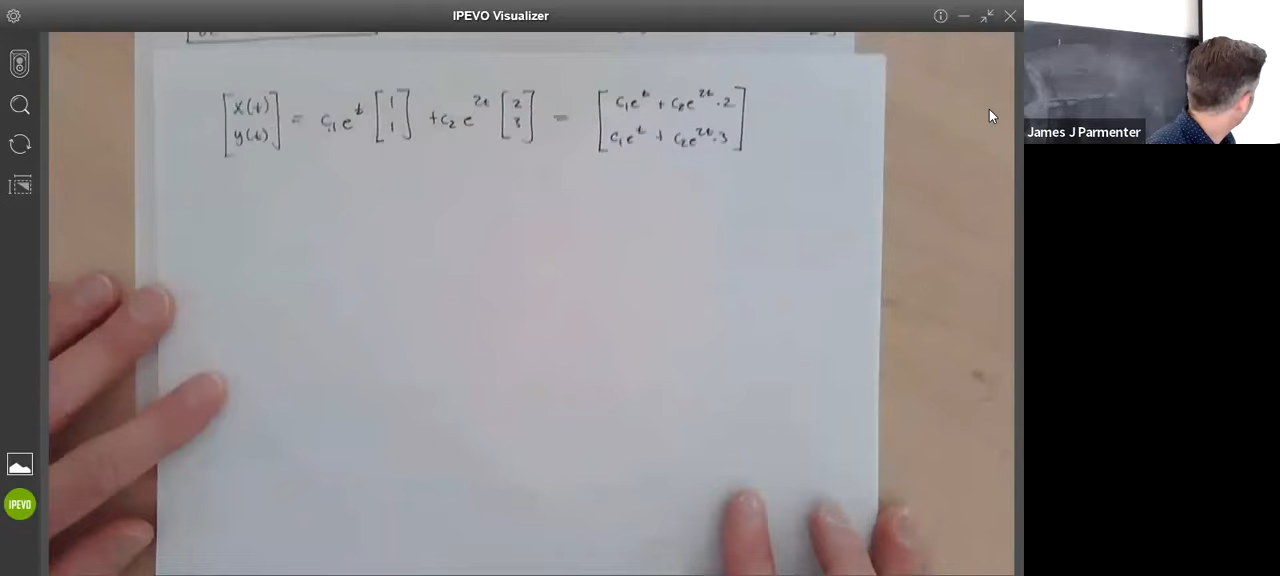 IPEVO Visualizer
[x(t) y(t)] = c₁e^t [1 1] + c₂e^2t [2 3] = [c₁e^t + c₂e^2t·2 c₁e^t + c₂e^2t·3]
James J Parmenter
IPEVO